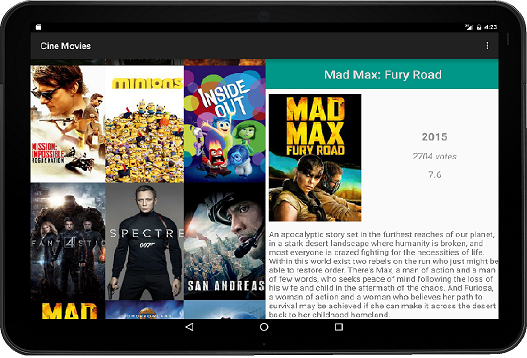 4:23
Cine Movies
Mad Max: Fury Road
MISSION:
IMPOSSIBLE
ROGUE NATION
MINIONS
INSIDE
OUT
MAD
MAX
FURY ROAD
2015
2704 votes
7.6
FANT4STIC
SPECTRE
007
SAN ANDREAS
MAD
TOMORROWLAND
An apocalyptic story set in the furthest reaches of our planet,
in a stark desert landscape where humanity is broken, and
most everyone is crazed fighting for the necessities of life.
Within this world exist two rebels on the run who just might be
able to restore order. There's Max, a man of action and a man
of few words, who seeks peace of mind following the loss of
his wife and child in the aftermath of the chaos. And Furiosa,
a woman of action and a woman who believes her path to
survival may be achieved if she can make it across the desert
back to her childhood homeland.